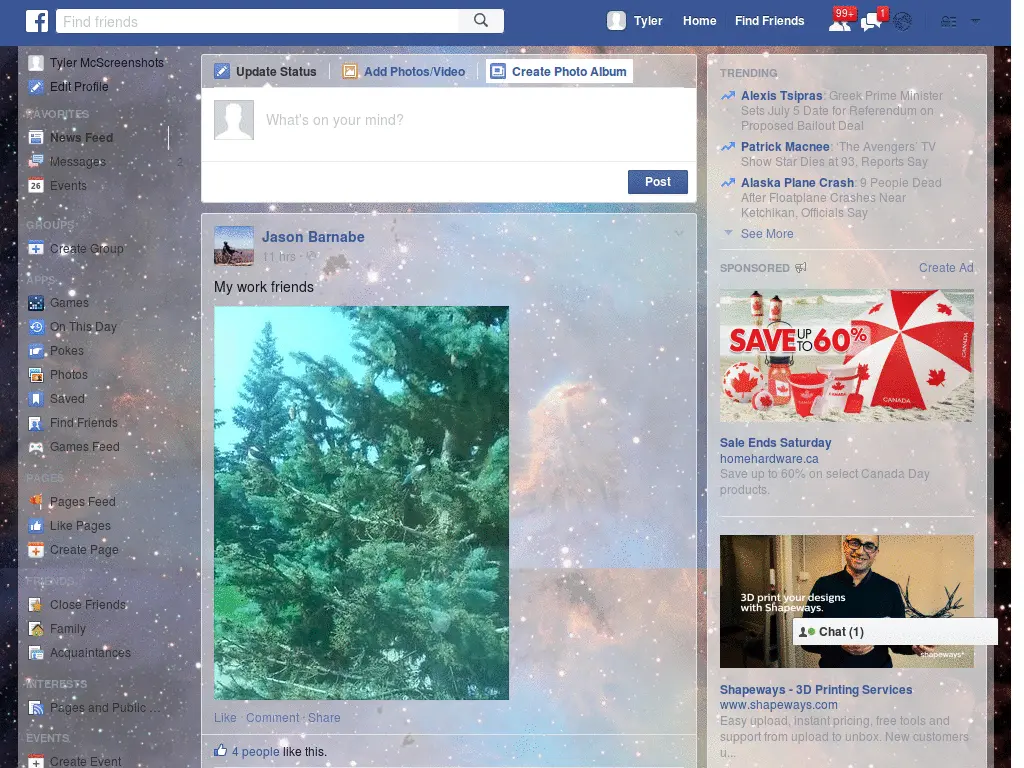 Find friends
Tyler
Home
Find Friends
99+
1
Tyler McScreenshots
Edit Profile
FAVORITES
News Feed
Messages
2
26
Events
GROUPS
Create Group
APPS
Games
On This Day
Pokes
Photos
Saved
Find Friends
Games Feed
PAGES
Pages Feed
Like Pages
Create Page
FRIENDS
Close Friends
Family
Acquaintances
INTERESTS
Pages and Public ...
EVENTS
Create Event
Update Status
Add Photos/Video
Create Photo Album
What's on your mind?
Post
Jason Barnabe
11 hrs ·
My work friends
Like · Comment · Share
4 people like this.
TRENDING
Alexis Tsipras: Greek Prime Minister
Sets July 5 Date for Referendum on
Proposed Bailout Deal
Patrick Macnee: 'The Avengers' TV
Show Star Dies at 93, Reports Say
Alaska Plane Crash: 9 People Dead
After Floatplane Crashes Near
Ketchikan, Officials Say
See More
SPONSORED
Create Ad
SAVE UP TO 60%
CANADA
CANADA
Sale Ends Saturday
homehardware.ca
Save up to 60% on select Canada Day
products.
3D print your designs
with Shapeways.
Chat (1)
shapeways*
Shapeways - 3D Printing Services
www.shapeways.com
Easy upload, instant pricing, free tools and
support from upload to unbox. New customers
u...